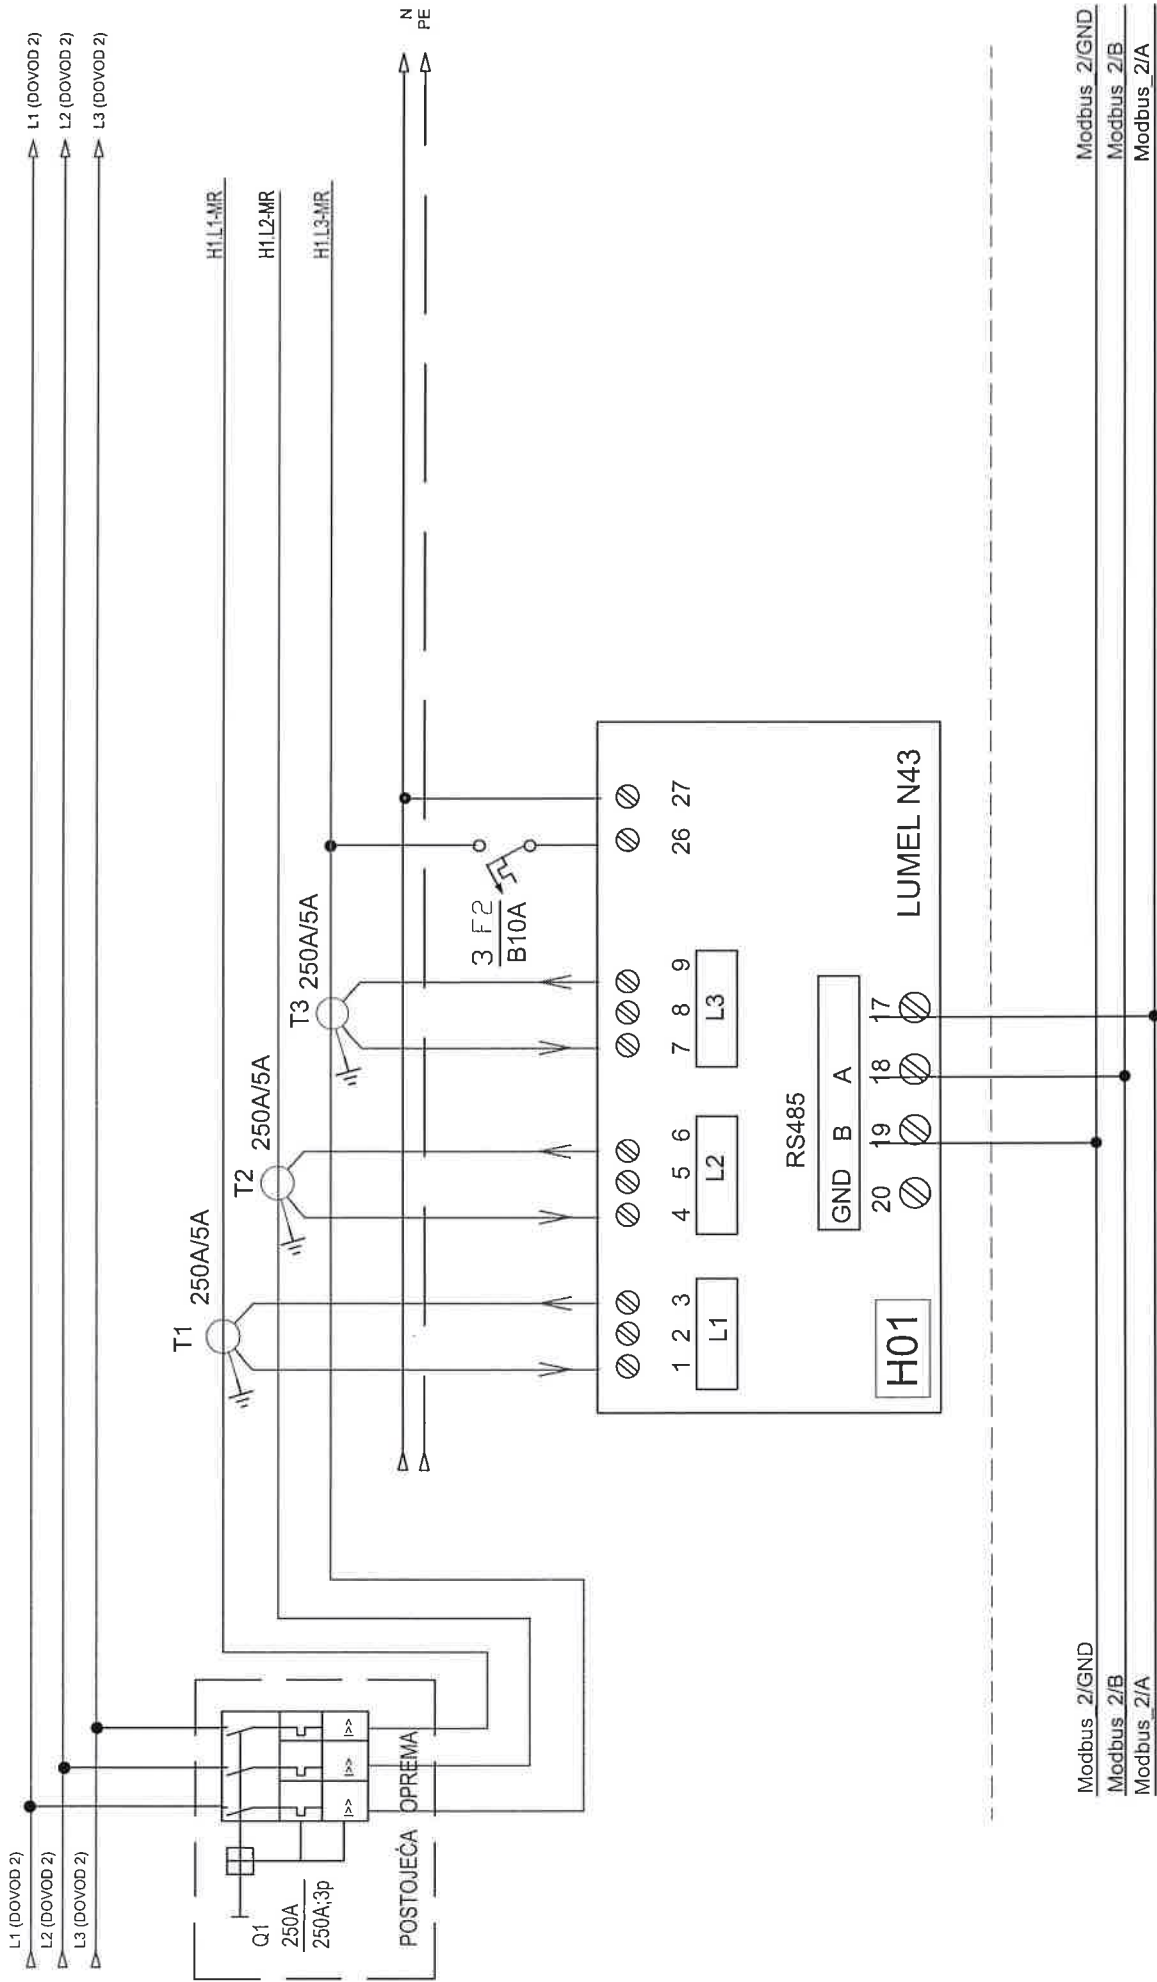 L1 (DOVOD 2)
L2 (DOVOD 2)
L3 (DOVOD 2)
L1 (DOVOD 2)
L2 (DOVOD 2)
L3 (DOVOD 2)
Q1
250A
250A;3p
I>>
I>>
I>>
POSTOJEĆA OPREMA
H1.L1-MR
H1.L2-MR
H1.L3-MR
N
PE
T1
250A/5A
T2
250A/5A
T3
250A/5A
3 F2
B10A
1 2 3
4 5 6
7 8 9
26 27
L1
L2
L3
RS485
GND B A
20 19 18 17
H01
LUMEL N43
Modbus_2/GND
Modbus_2/B
Modbus_2/A
Modbus_2/GND
Modbus_2/B
Modbus_2/A